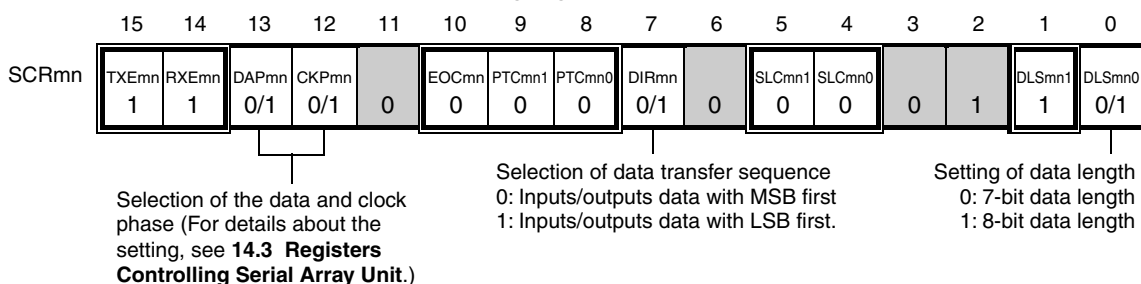 15 14 13 12 11 10 9 8 7 6 5 4 3 2 1 0
SCRmn TXEmn RXEmn DAPmn CKPmn EOCmn PTCmn1 PTCmn0 DIRmn SLCmn1 SLCmn0 DLSmn1 DLSmn0
1 1 0/1 0/1 0 0 0 0 0/1 0 0 0 0 1 1 0/1
Selection of the data and clock
phase (For details about the
setting, see 14.3 Registers
Controlling Serial Array Unit.)
Selection of data transfer sequence
0: Inputs/outputs data with MSB first
1: Inputs/outputs data with LSB first.
Setting of data length
0: 7-bit data length
1: 8-bit data length